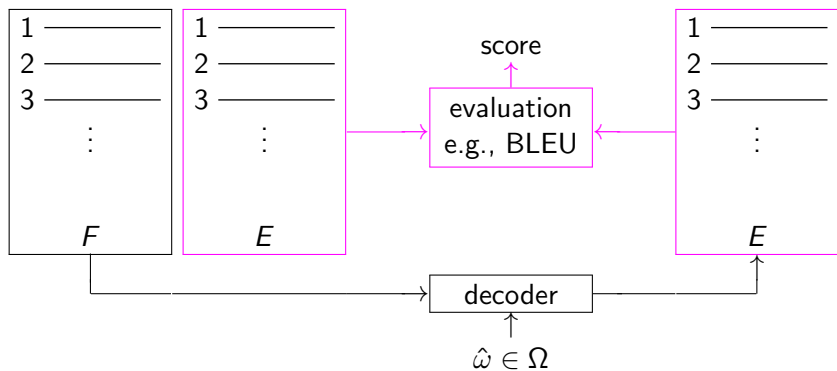 1
2
3
⋮
F
1
2
3
⋮
E
score
evaluation
e.g., BLEU
1
2
3
⋮
E
decoder
ω̂ ∈ Ω